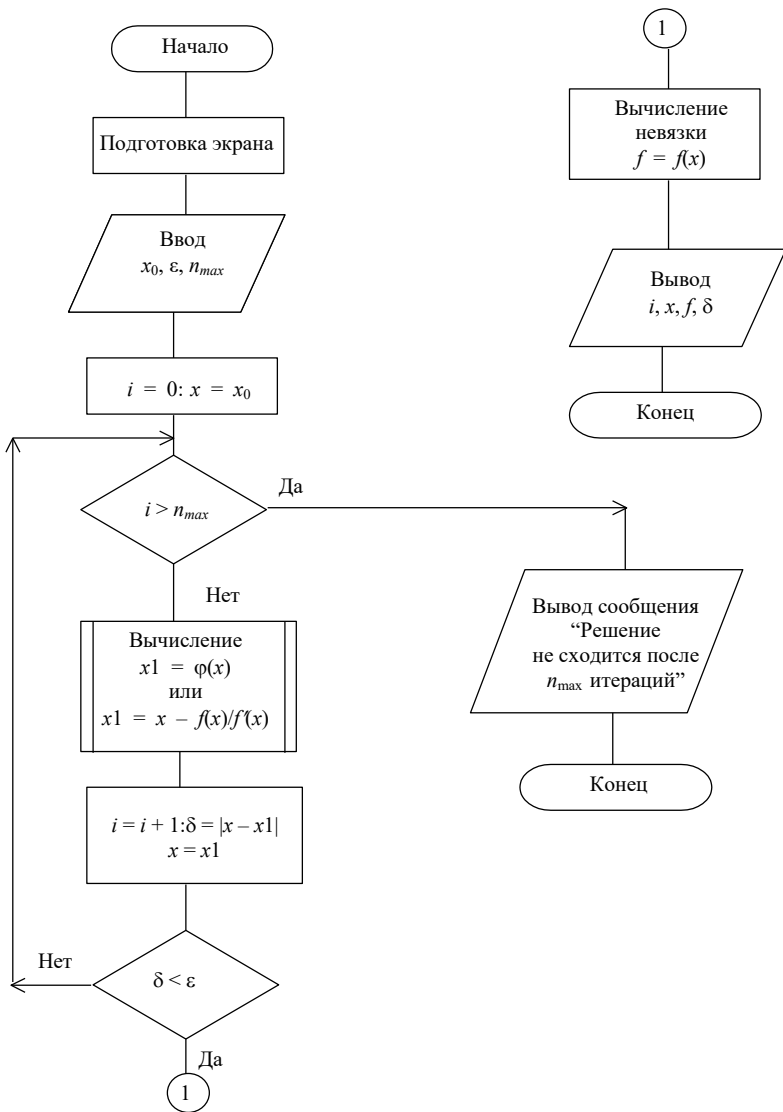 Начало
Подготовка экрана
Ввод
x₀, ε, nₘₐₓ
i = 0: x = x₀
i > nₘₐₓ
Да
Нет
Вычисление
x1 = φ(x)
или
x1 = x – f(x)/f′(x)
i = i + 1:δ = |x – x1|
x = x1
δ < ε
Нет
Да
1
Вывод сообщения
“Решение
не сходится после
nₘₐₓ итераций”
Конец
1
Вычисление
невязки
f = f(x)
Вывод
i, x, f, δ
Конец